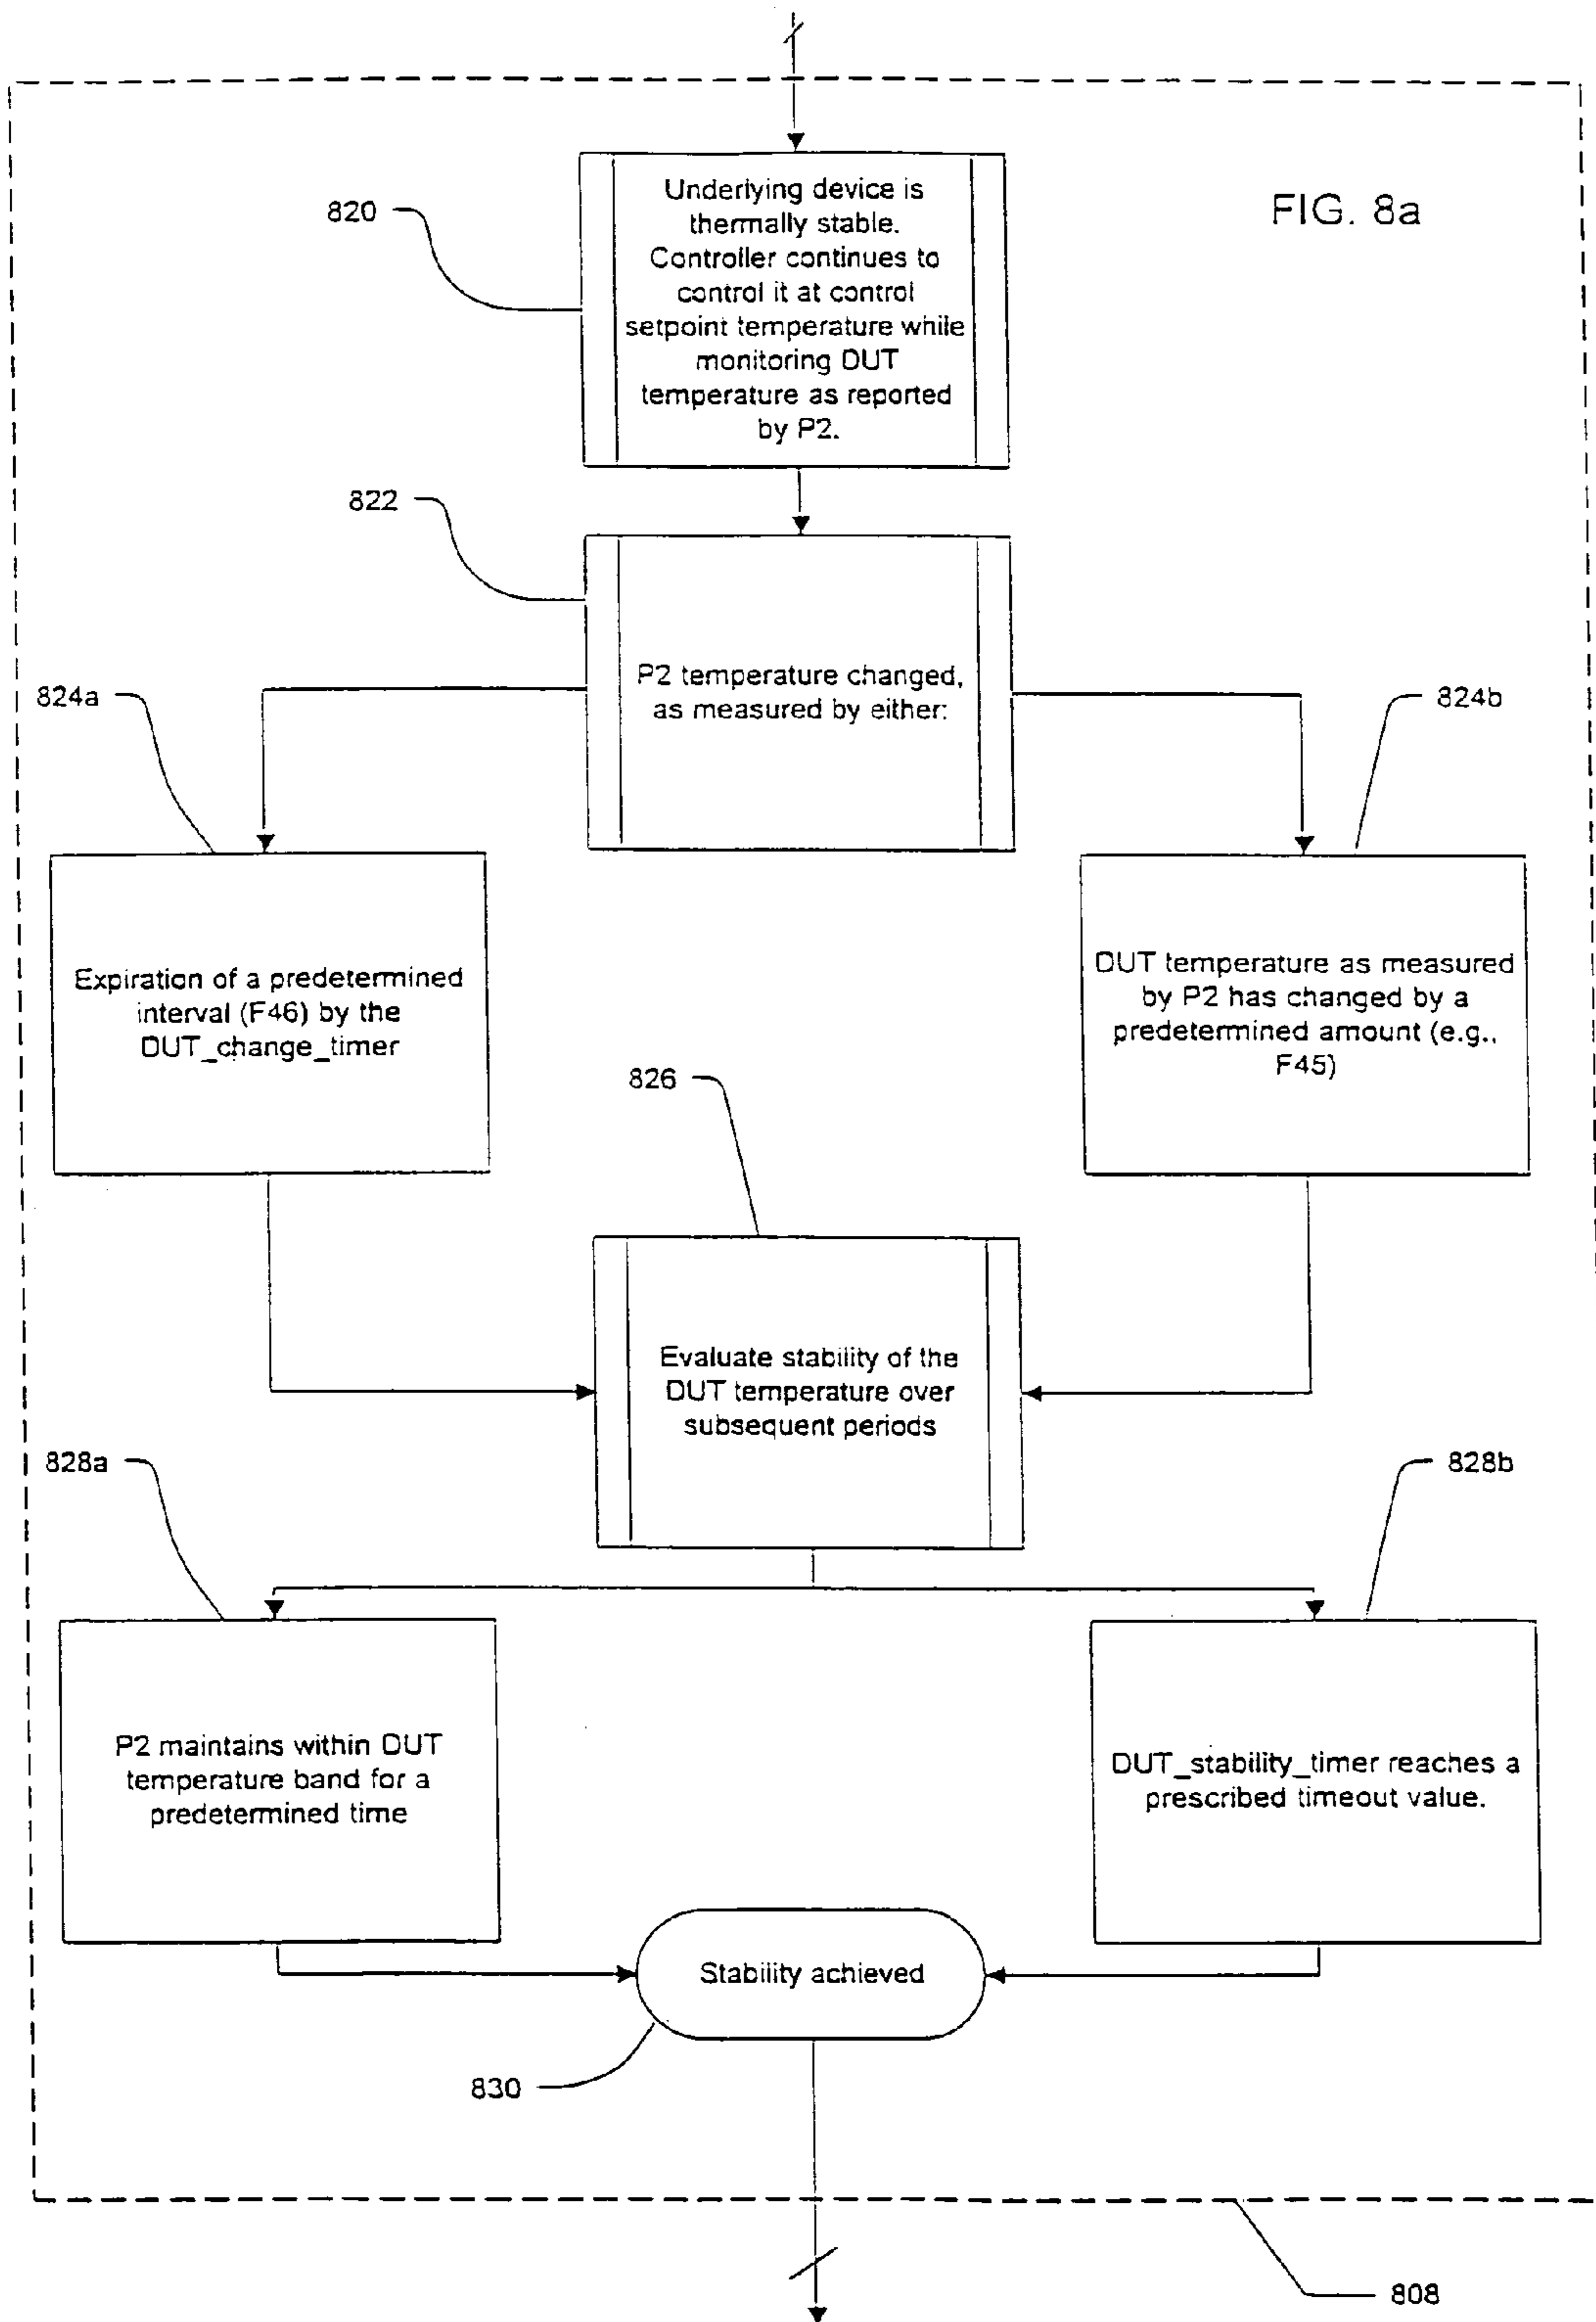 FIG. 8a
820
Underlying device is
thermally stable.
Controller continues to
control it at control
setpoint temperature while
monitoring DUT
temperature as reported
by P2.
822
P2 temperature changed,
as measured by either:
824a
824b
Expiration of a predetermined
interval (F46) by the
DUT_change_timer
DUT temperature as measured
by P2 has changed by a
predetermined amount (e.g.,
F45)
826
Evaluate stability of the
DUT temperature over
subsequent periods
828a
828b
P2 maintains within DUT
temperature band for a
predetermined time
DUT_stability_timer reaches a
prescribed timeout value.
Stability achieved
830
808